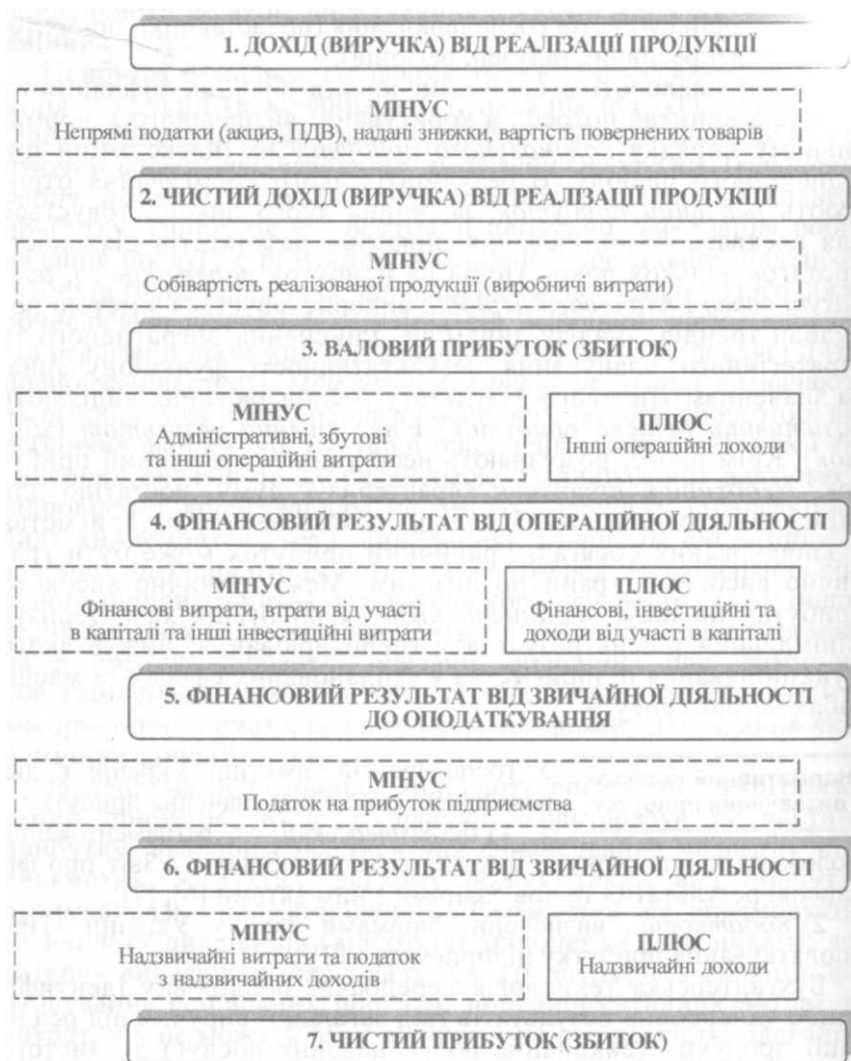 1. ДОХІД (ВИРУЧКА) ВІД РЕАЛІЗАЦІЇ ПРОДУКЦІЇ
МІНУС
Непрямі податки (акциз, ПДВ), надані знижки, вартість повернених товарів
2. ЧИСТИЙ ДОХІД (ВИРУЧКА) ВІД РЕАЛІЗАЦІЇ ПРОДУКЦІЇ
МІНУС
Собівартість реалізованої продукції (виробничі витрати)
3. ВАЛОВИЙ ПРИБУТОК (ЗБИТОК)
МІНУС
Адміністративні, збутові
та інші операційні витрати
ПЛЮС
Інші операційні доходи
4. ФІНАНСОВИЙ РЕЗУЛЬТАТ ВІД ОПЕРАЦІЙНОЇ ДІЯЛЬНОСТІ
МІНУС
Фінансові витрати, втрати від участі
в капіталі та інші інвестиційні витрати
ПЛЮС
Фінансові, інвестиційні та
доходи від участі в капіталі
5. ФІНАНСОВИЙ РЕЗУЛЬТАТ ВІД ЗВИЧАЙНОЇ ДІЯЛЬНОСТІ
ДО ОПОДАТКУВАННЯ
МІНУС
Податок на прибуток підприємства
6. ФІНАНСОВИЙ РЕЗУЛЬТАТ ВІД ЗВИЧАЙНОЇ ДІЯЛЬНОСТІ
МІНУС
Надзвичайні витрати та податок
з надзвичайних доходів
ПЛЮС
Надзвичайні доходи
7. ЧИСТИЙ ПРИБУТОК (ЗБИТОК)